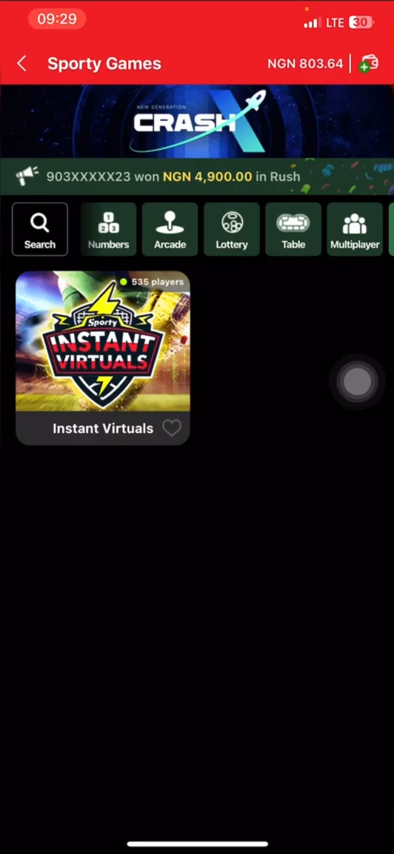 09:29
LTE 30
Sporty Games
NGN 803.64
NEW GENERATION
CRASH X
903XXXXX23 won NGN 4,900.00 in Rush
Search
Numbers
Arcade
Lottery
Table
Multiplayer
535 players
Sporty
INSTANT
VIRTUALS
Instant Virtuals